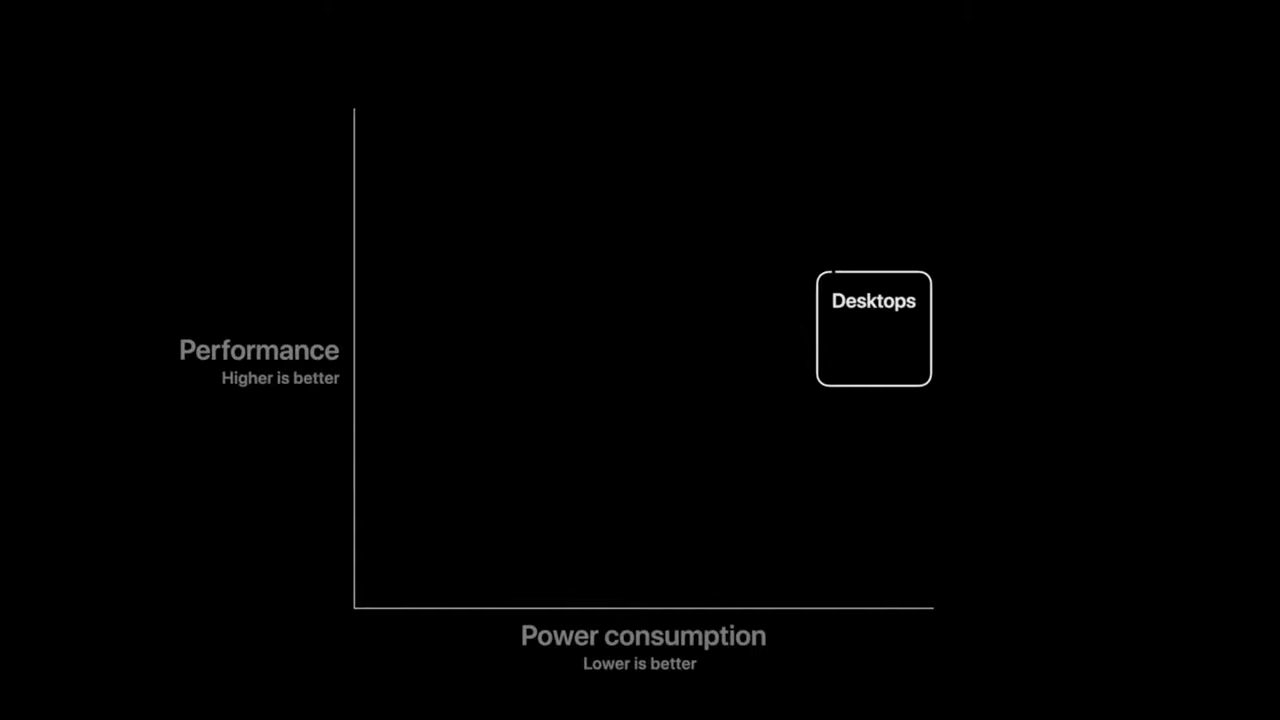 Desktops
Performance
Higher is better
Power consumption
Lower is better